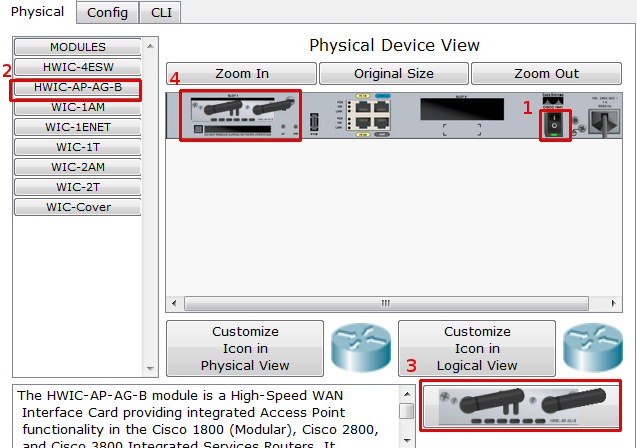 Physical
Config
CLI
MODULES
HWIC-4ESW
2
HWIC-AP-AG-B
WIC-1AM
WIC-1ENET
WIC-1T
WIC-2AM
WIC-2T
WIC-Cover
Physical Device View
Zoom In
Original Size
Zoom Out
4
1
Customize
Icon in
Physical View
Customize
Icon in
Logical View
3
HWIC-AP-AG-B
The HWIC-AP-AG-B module is a High-Speed WAN
Interface Card providing integrated Access Point
functionality in the Cisco 1800 (Modular), Cisco 2800,
and Cisco 3800 Integrated Services Routers. It